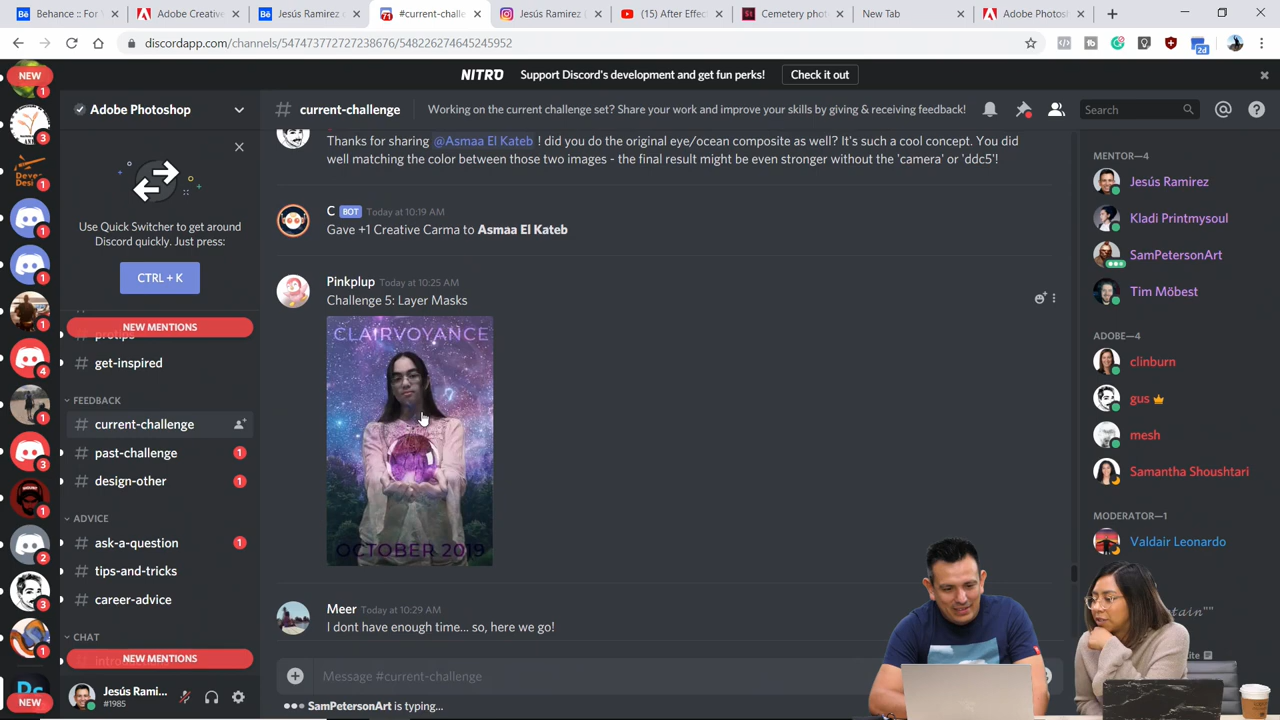 Behance :: For V
Adobe Creative
Jesús Ramirez o
71
#current-challe
Jesús Ramirez (
(15) After Effec
St
Cemetery phot
New Tab
Adobe Photosh
discordapp.com/channels/547473772727238676/548226274645245952
2d
NEW
NITRO
Support Discord's development and get fun perks!
Check it out
Adobe Photoshop
# current-challenge
Working on the current challenge set? Share your work and improve your skills by giving & receiving feedback!
Search
Use Quick Switcher to get around
Discord quickly. Just press:
CTRL + K
NEW MENTIONS
protips
# get-inspired
FEEDBACK
# current-challenge
# past-challenge 1
# design-other 1
ADVICE
# ask-a-question 1
# tips-and-tricks
# career-advice
CHAT
NEW MENTIONS
Jesús Rami...
#1985
NEW
Thanks for sharing @Asmaa El Kateb ! did you do the original eye/ocean composite as well? It's such a cool concept. You did
well matching the color between those two images - the final result might be even stronger without the 'camera' or 'ddc5'!
C BOT Today at 10:19 AM
Gave +1 Creative Carma to Asmaa El Kateb
Pinkplup Today at 10:25 AM
Challenge 5: Layer Masks
CLAIRVOYANCE
OCTOBER 2019
Meer Today at 10:29 AM
I dont have enough time... so, here we go!
Message #current-challenge
SamPetersonArt is typing...
MENTOR—4
Jesús Ramirez
Kladi Printmysoul
SamPetersonArt
Tim Möbest
ADOBE—4
clinburn
gus
mesh
Samantha Shoushtari
MODERATOR—1
Valdair Leonardo